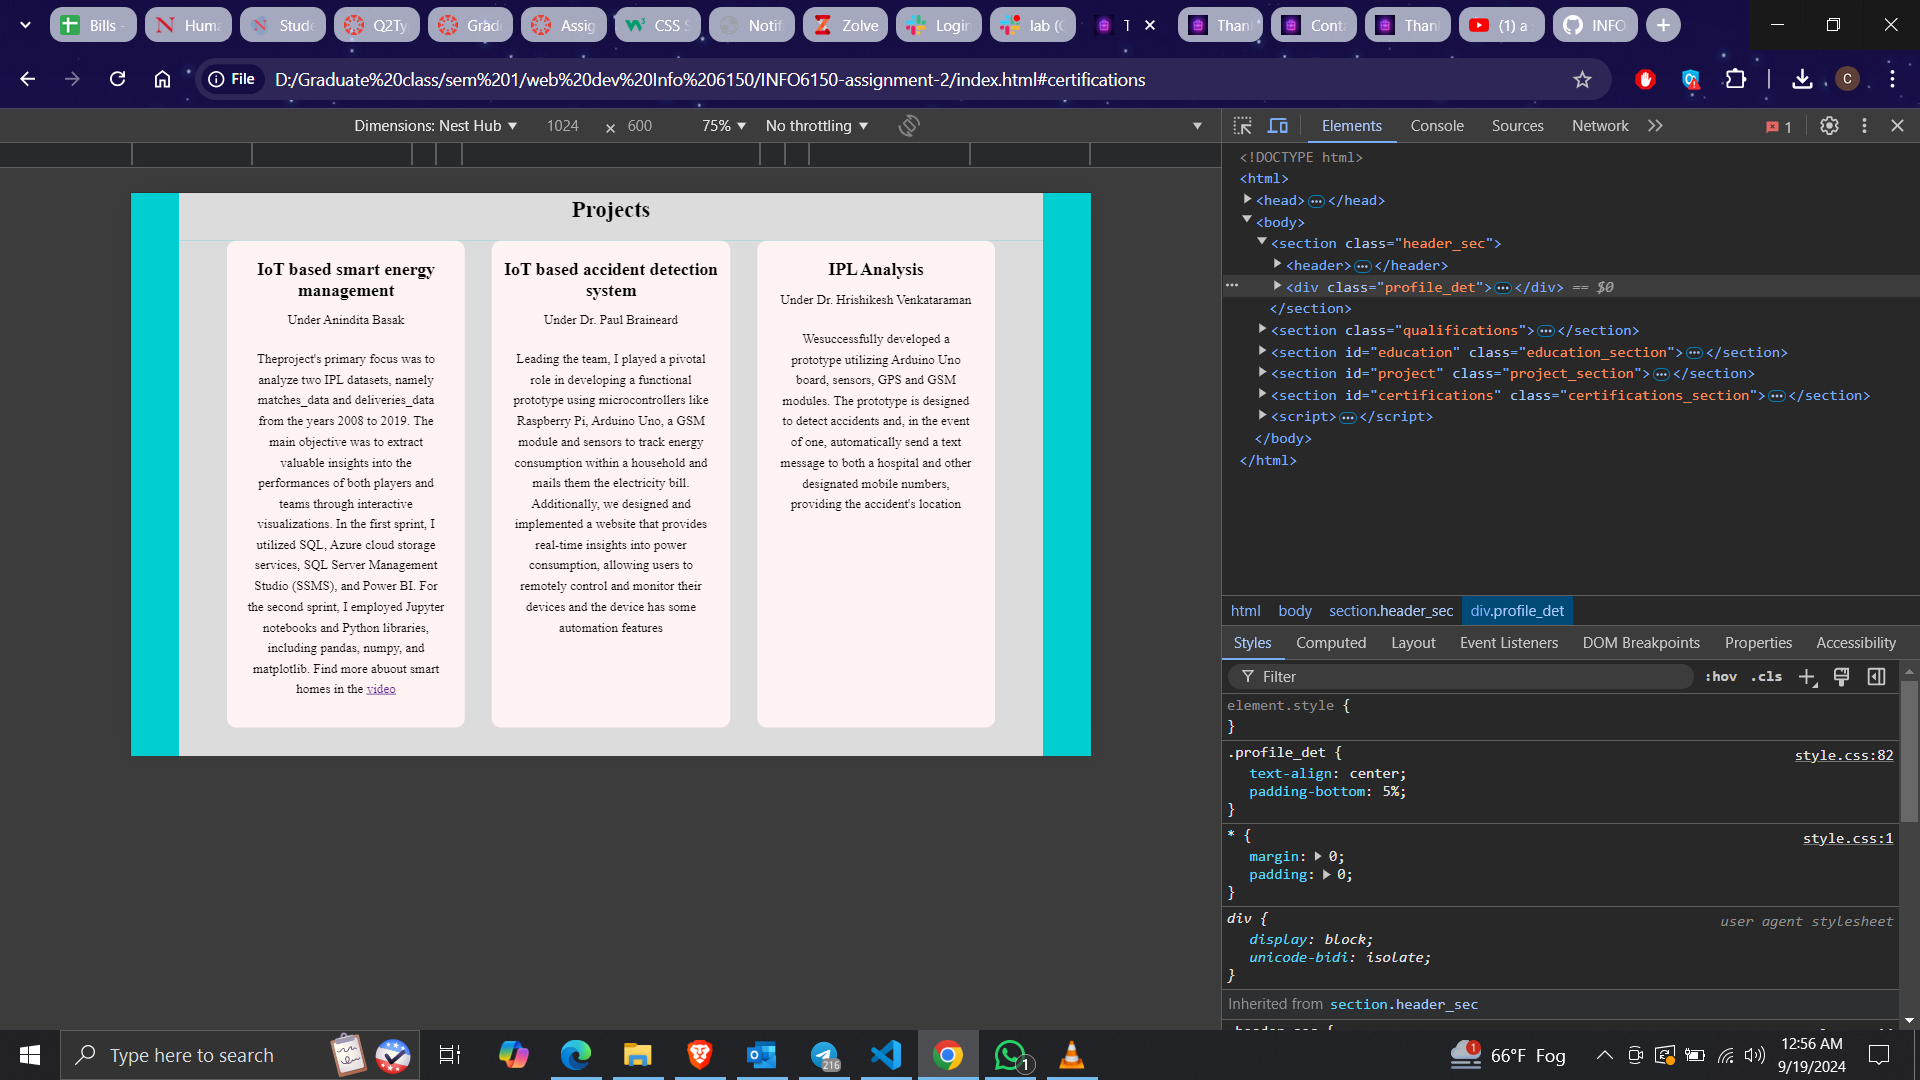 Bills -
Huma
Stude
Q2Ty
Grade
Assig
CSS S
Notif
Zolve
Login
lab (C
T
Than
Conta
Than
(1) a
INFO
File
D:/Graduate%20class/sem%201/web%20dev%20Info%206150/INFO6150-assignment-2/index.html#certifications
C
Dimensions: Nest Hub
1024
x
600
75%
No throttling
Projects
IoT based smart energy
management
Under Anindita Basak
Theproject's primary focus was to
analyze two IPL datasets, namely
matches_data and deliveries_data
from the years 2008 to 2019. The
main objective was to extract
valuable insights into the
performances of both players and
teams through interactive
visualizations. In the first sprint, I
utilized SQL, Azure cloud storage
services, SQL Server Management
Studio (SSMS), and Power BI. For
the second sprint, I employed Jupyter
notebooks and Python libraries,
including pandas, numpy, and
matplotlib. Find more abuout smart
homes in the video
IoT based accident detection
system
Under Dr. Paul Braineard
Leading the team, I played a pivotal
role in developing a functional
prototype using microcontrollers like
Raspberry Pi, Arduino Uno, a GSM
module and sensors to track energy
consumption within a household and
mails them the electricity bill.
Additionally, we designed and
implemented a website that provides
real-time insights into power
consumption, allowing users to
remotely control and monitor their
devices and the device has some
automation features
IPL Analysis
Under Dr. Hrishikesh Venkataraman
Wesuccessfully developed a
prototype utilizing Arduino Uno
board, sensors, GPS and GSM
modules. The prototype is designed
to detect accidents and, in the event
of one, automatically send a text
message to both a hospital and other
designated mobile numbers,
providing the accident's location
Elements
Console
Sources
Network
1
<!DOCTYPE html>
<html>
<head> ••• </head>
<body>
<section class="header_sec">
<header> ••• </header>
••• <div class="profile_det"> ••• </div> == $0
</section>
<section class="qualifications"> ••• </section>
<section id="education" class="education_section"> ••• </section>
<section id="project" class="project_section"> ••• </section>
<section id="certifications" class="certifications_section"> ••• </section>
<script> ••• </script>
</body>
</html>
html body section.header_sec div.profile_det
Styles Computed Layout Event Listeners DOM Breakpoints Properties Accessibility
Filter
:hov .cls
element.style {
}
.profile_det {
style.css:82
text-align: center;
padding-bottom: 5%;
}
* {
style.css:1
margin: 0;
padding: 0;
}
div {
user agent stylesheet
display: block;
unicode-bidi: isolate;
}
Inherited from section.header_sec
Type here to search
216
1
1
66°F Fog
12:56 AM
9/19/2024